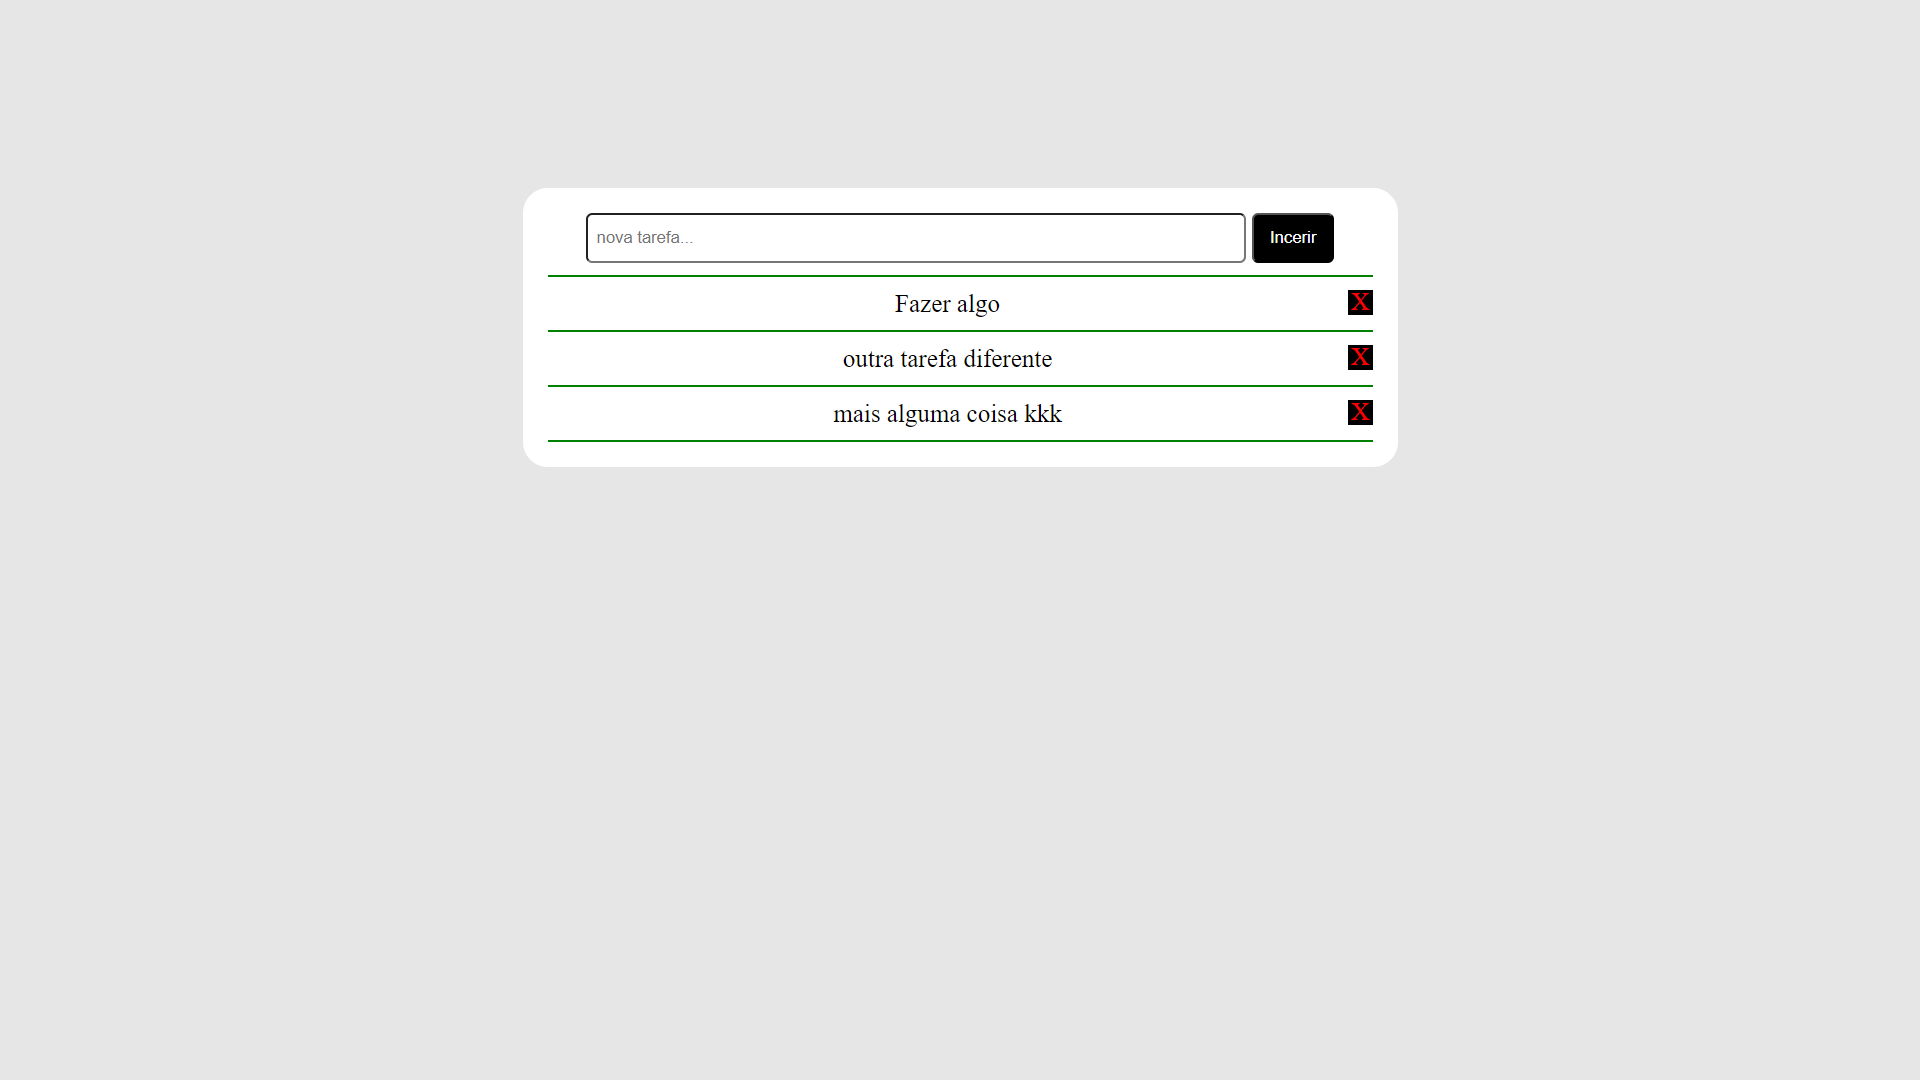 nova tarefa... Incerir
Fazer algo X
outra tarefa diferente X
mais alguma coisa kkk X